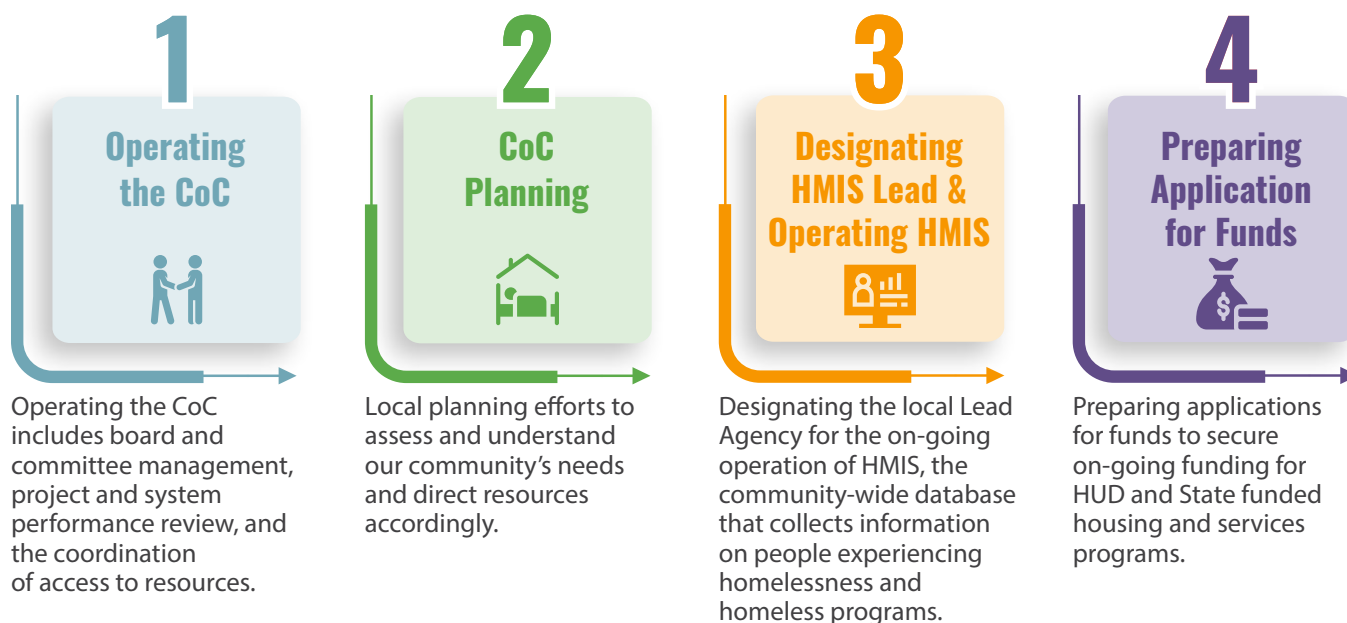 1
Operating
the CoC
Operating the CoC
includes board and
committee management,
project and system
performance review, and
the coordination
of access to resources.
2
CoC
Planning
Local planning efforts to
assess and understand
our community's needs
and direct resources
accordingly.
3
Designating
HMIS Lead &
Operating HMIS
Designating the local Lead
Agency for the on-going
operation of HMIS, the
community-wide database
that collects information
on people experiencing
homelessness and
homeless programs.
4
Preparing
Application
for Funds
$
Preparing applications
for funds to secure
on-going funding for
HUD and State funded
housing and services
programs.